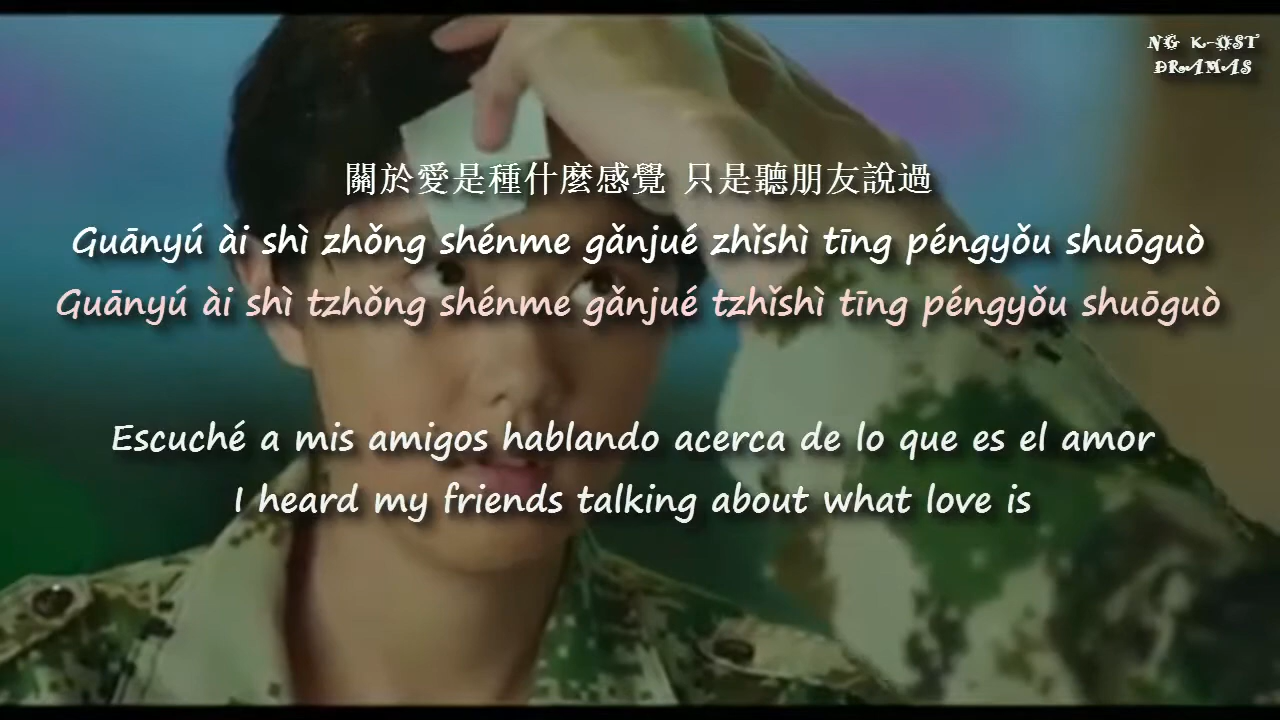 NG K-OST
DRAMAS
關於愛是種什麼感覺 只是聽朋友說過
Guānyú ài shì zhǒng shénme gǎnjué zhǐshì tīng péngyǒu shuōguò
Guānyú ài shì tzhǒng shénme gǎnjué tzhǐshì tīng péngyǒu shuōguò
Escuché a mis amigos hablando acerca de lo que es el amor
I heard my friends talking about what love is